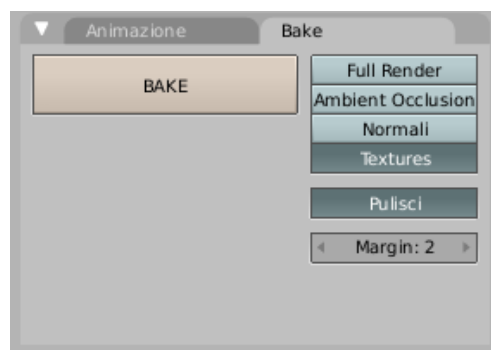 Animazione Bake
BAKE
Full Render
Ambient Occlusion
Normali
Textures
Pulisci
Margin: 2